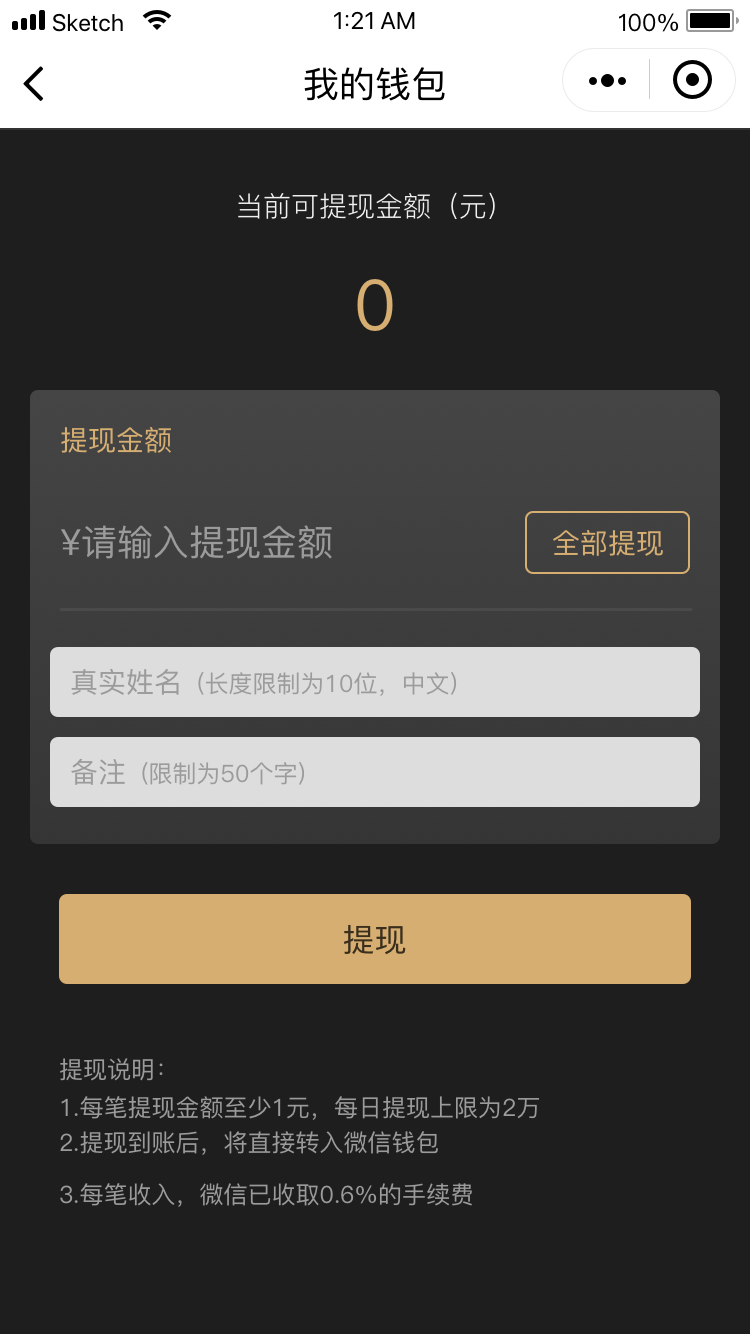 Sketch 1:21 AM 100%
我的钱包
当前可提现金额（元）
0
提现金额
¥请输入提现金额 全部提现
真实姓名（长度限制为10位，中文）
备注（限制为50个字）
提现
提现说明：
1.每笔提现金额至少1元，每日提现上限为2万
2.提现到账后，将直接转入微信钱包
3.每笔收入，微信已收取0.6%的手续费